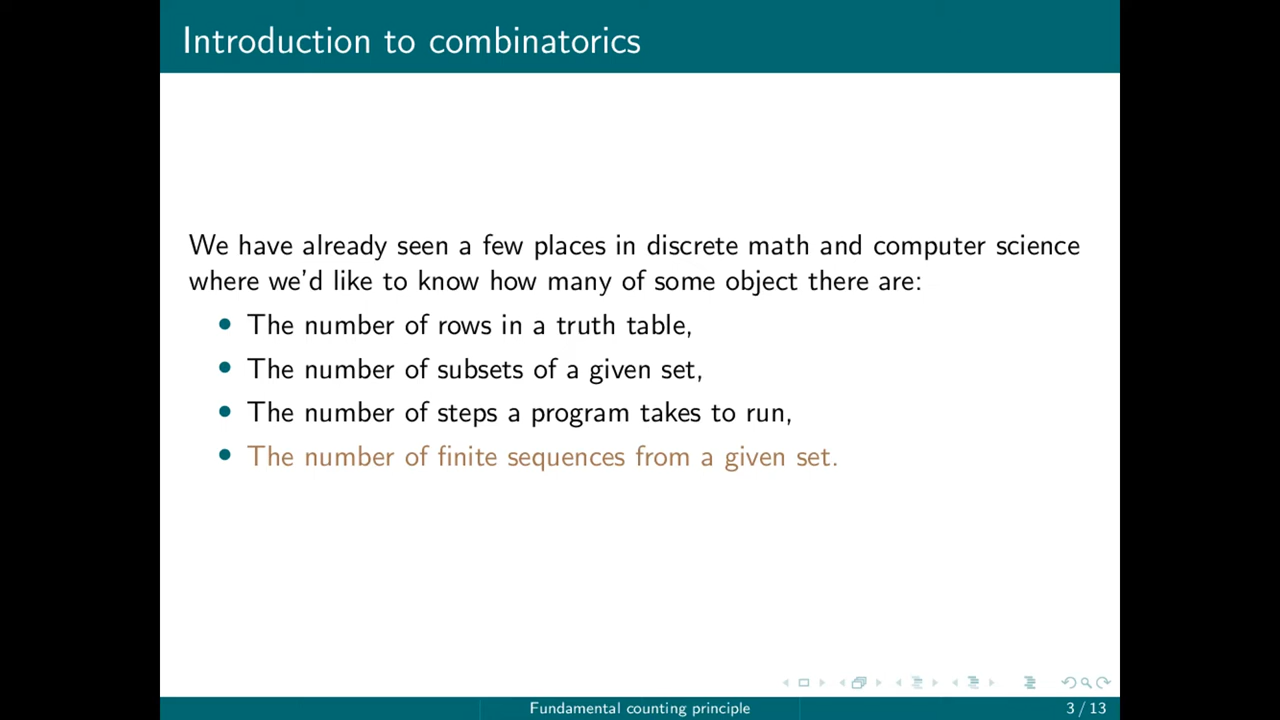 Introduction to combinatorics
We have already seen a few places in discrete math and computer science
where we'd like to know how many of some object there are:
• The number of rows in a truth table,
• The number of subsets of a given set,
• The number of steps a program takes to run,
• The number of finite sequences from a given set.
Fundamental counting principle
3 / 13